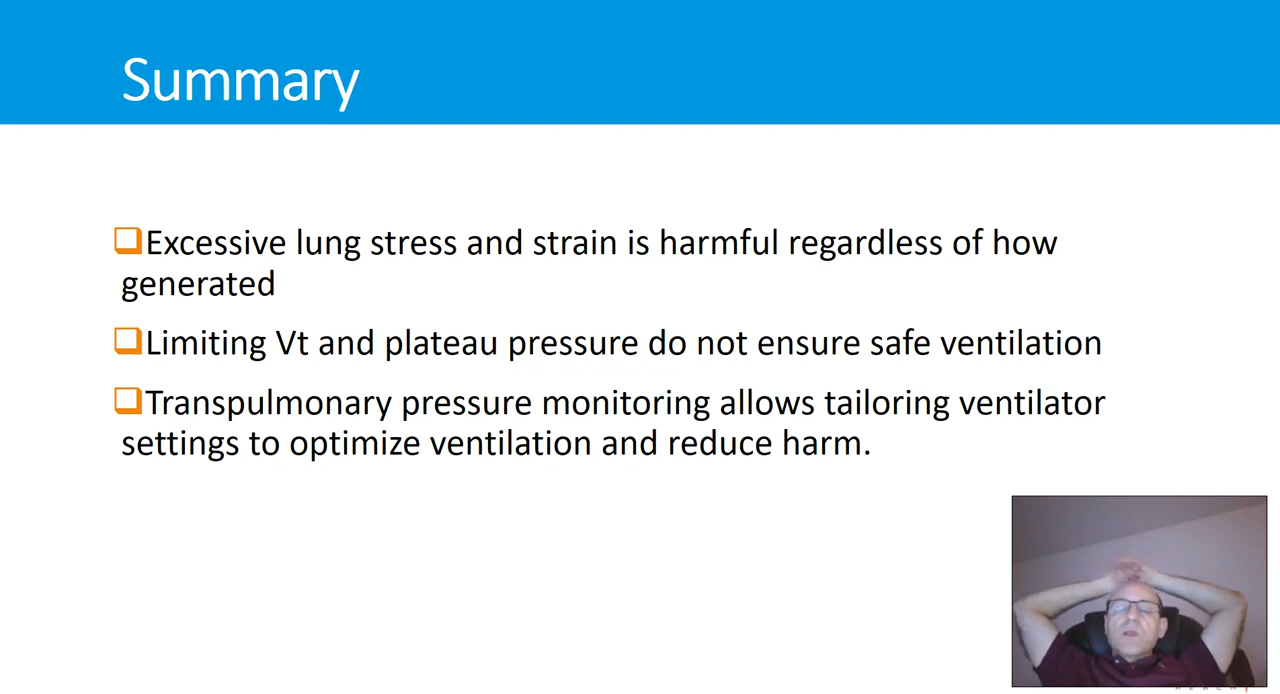 Summary
Excessive lung stress and strain is harmful regardless of how
generated
Limiting Vt and plateau pressure do not ensure safe ventilation
Transpulmonary pressure monitoring allows tailoring ventilator
settings to optimize ventilation and reduce harm.